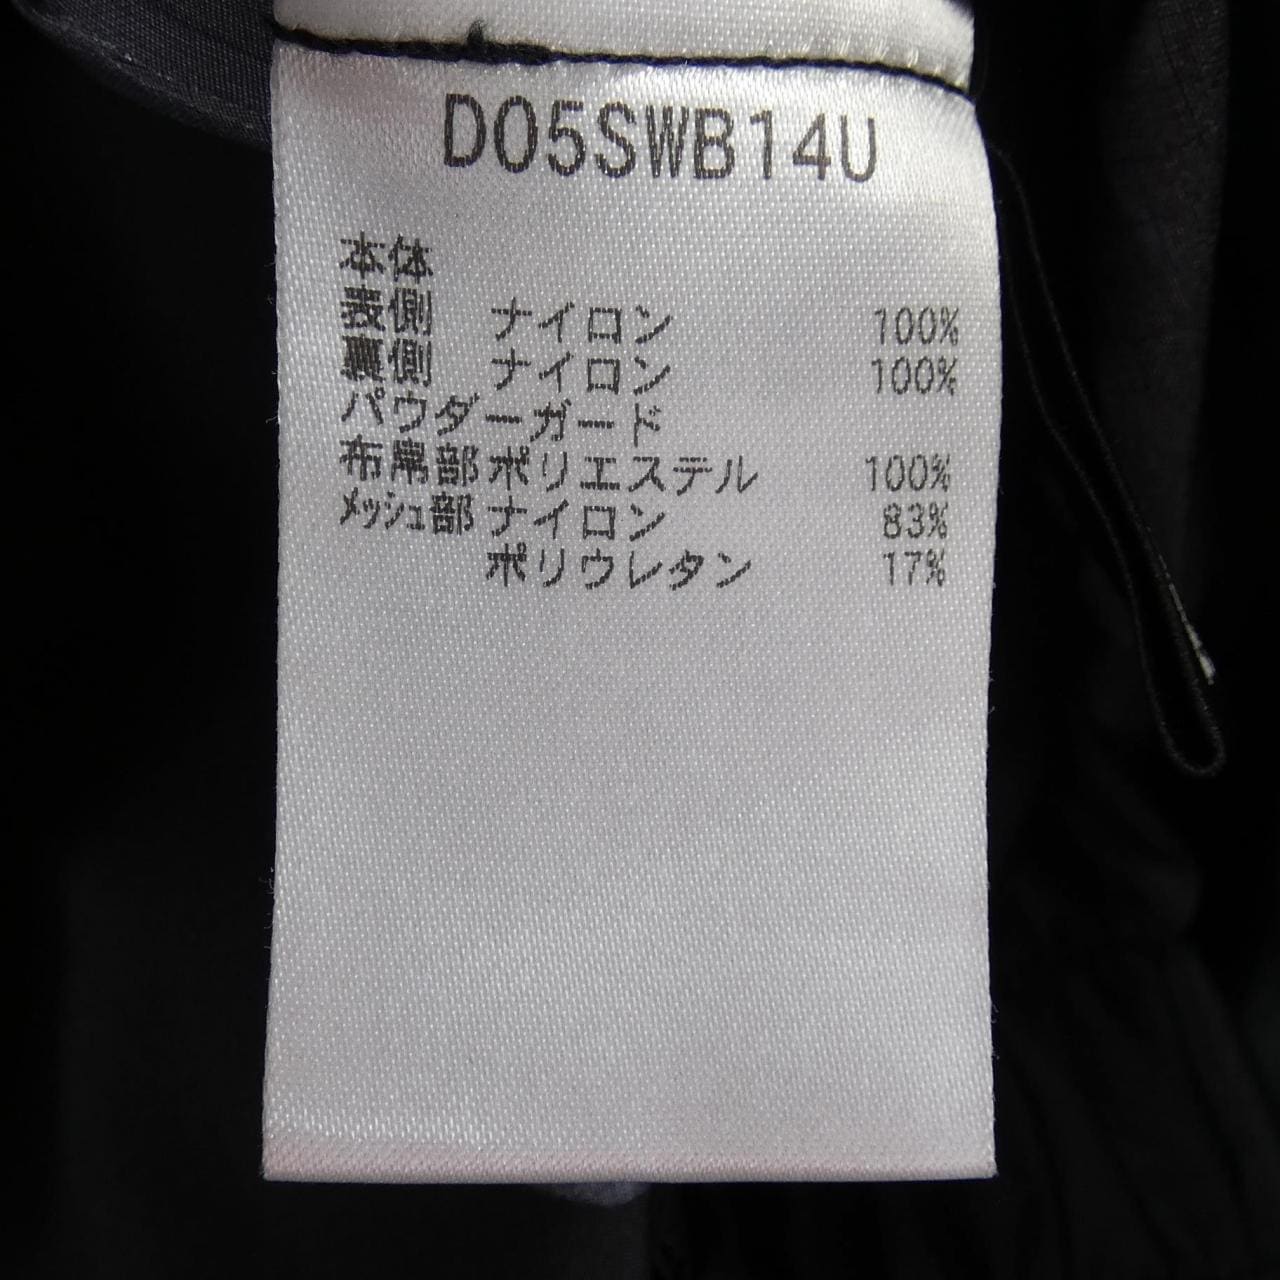 D05SWB14U
本体
表側 ナイロン 100%
裏側 ナイロン 100%
パウダーガード
布帛部 ポリエステル 100%
メッシュ部 ナイロン 83%
ポリウレタン 17%